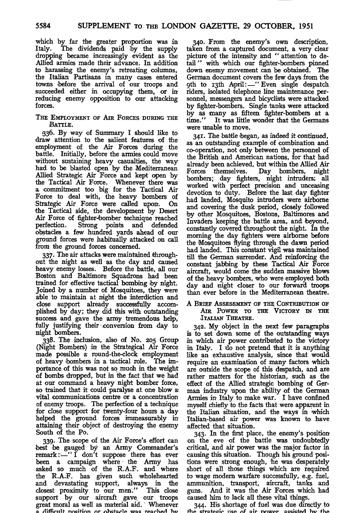 5584 SUPPLEMENT TO THE LONDON GAZETTE, 29 OCTOBER, 1951
which by far the greater proportion was in
Italy. The dividends paid by the supply
dropping became increasingly evident as the
Allied armies made their advance. In addition
to harassing the enemy's retreating columns,
the Italian Partisans in many cases entered
towns before the arrival of our troops and
succeeded either in occupying them, or in
reducing enemy opposition to our attacking
forces.
THE EMPLOYMENT OF AIR FORCES DURING THE
BATTLE.
336. By way of Summary I should like to
draw attention to the salient features of the
employment of the Air Forces during the
battle. Initially, before the armies could move
without sustaining heavy casualties, the way
had to be blasted open by the Mediterranean
Allied Strategic Air Force and kept open by
the Tactical Air Force. Whenever there was
a commitment too big for the Tactical Air
Force to deal with, the heavy bombers of
Strategic Air Force were called upon. On
the Tactical side, the development by Desert
Air Force of fighter-bomber technique reached
perfection. Strong points and defended
obstacles a few hundred yards ahead of our
ground forces were habitually attacked on call
from the ground forces concerned.
337. The air attacks were maintained through-
out the night as well as the day and caused
heavy enemy losses. Before the battle, all our
Baltimore and Boston Squadrons had been
trained for effective tactical bombing by night.
Joined by a number of Mosquitoes, they were
able to maintain at night the interdiction and
close support already successfully accom-
plished by day; they did this with outstanding
success and gave the army tremendous help,
fully justifying their conversion from day to
night bombers.
338. The inclusion, also of No. 205 Group
(Night Bombers) in the Strategical Air Force
made possible a round-the-clock employment
of heavy bombers in a tactical role. The im-
portance of this was not so much in the weight
of bombs dropped, but in the fact that we had
at our command a heavy night bomber force,
so trained that it could paralyse at one blow a
vital communications centre or a concentration
of enemy troops. The perfection of a technique
for close support for twenty-four hours a day
helped the ground forces immeasurably in
attaining their object of destroying the enemy
South of the Po.
339. The scope of the Air Force's effort can
best be gauged by an Army Commander's
remark:—" I don't suppose there has ever
been a campaign where the Army has
asked so much of the R.A.F. and where
the R.A.F. has given such wholehearted
and devastating support, always in the
closest proximity to our men." This close
support by our aircraft gave our troops
great moral as well as material aid. Whenever
a difficult position or obstacle was reached by
340. From the enemy's own description,
taken from a captured document, a very clear
picture of the intensity and " attention to de-
tail " with which our fighter-bombers pinned
down enemy movement can be obtained. The
German document covers the few days from the
9th to 13th April:—" Even single despatch
riders, isolated telephone line maintenance per-
sonnel, messengers and bicyclists were attacked
by fighter-bombers. Single tanks were attacked
by as many as fifteen fighter-bombers at a
time." It was little wonder that the Germans
were unable to move.
341. The battle began, as indeed it continued,
as an outstanding example of combination and
co-operation, not only between the personnel of
the British and American nations, for that had
already been achieved, but within the Allied Air
Forces themselves. Day bombers, night
bombers; day fighters, night intruders: all
worked with perfect precision and unceasing
devotion to duty. Before the last day fighter
had landed, Mosquito intruders were airborne
and covering the dusk period, closely followed
by other Mosquitoes, Bostons, Baltimores and
Invaders keeping the battle area, and beyond,
constantly covered throughout the night. In the
morning the day fighters were airborne before
the Mosquitoes flying through the dawn period
had landed. This constant vigil was maintained
till the German surrender. And reinforcing the
constant jabbing by these Tactical Air Force
aircraft, would come the sudden massive blows
of the heavy bombers, who were employed both
day and night closer to our forward troops
than ever before in the Mediterranean theatre.
A BRIEF ASSESSMENT OF THE CONTRIBUTION OF
AIR POWER TO THE VICTORY IN THE
ITALIAN THEATRE.
342. My object in the next few paragraphs
is to set down some of the outstanding ways
in which air power contributed to the victory
in Italy. I do not pretend that it is anything
like an exhaustive analysis, since that would
require an examination of many factors which
are outside the scope of this despatch, and are
rather matters for the historian, such as the
effect of the Allied strategic bombing of Ger-
man industry upon the ability of the German
Armies in Italy to make war. I have confined
myself chiefly to the facts that were apparent in
the Italian situation, and the ways in which
Italian-based air power was known to have
affected that situation.
343. In the first place, the enemy's position
on the eve of the battle was undoubtedly
critical, and air power was the major factor in
causing this situation. Though his ground posi-
tions were strong enough, he was desperately
short of all those things which are required
to wage modern warfare successfully, e.g. fuel,
ammunition, transport, aircraft, tanks and
guns. And it was the Air Forces which had
caused him to lack all these vital things.
344. His shortage of fuel was due directly to
the strategic use of air power, assisted by the